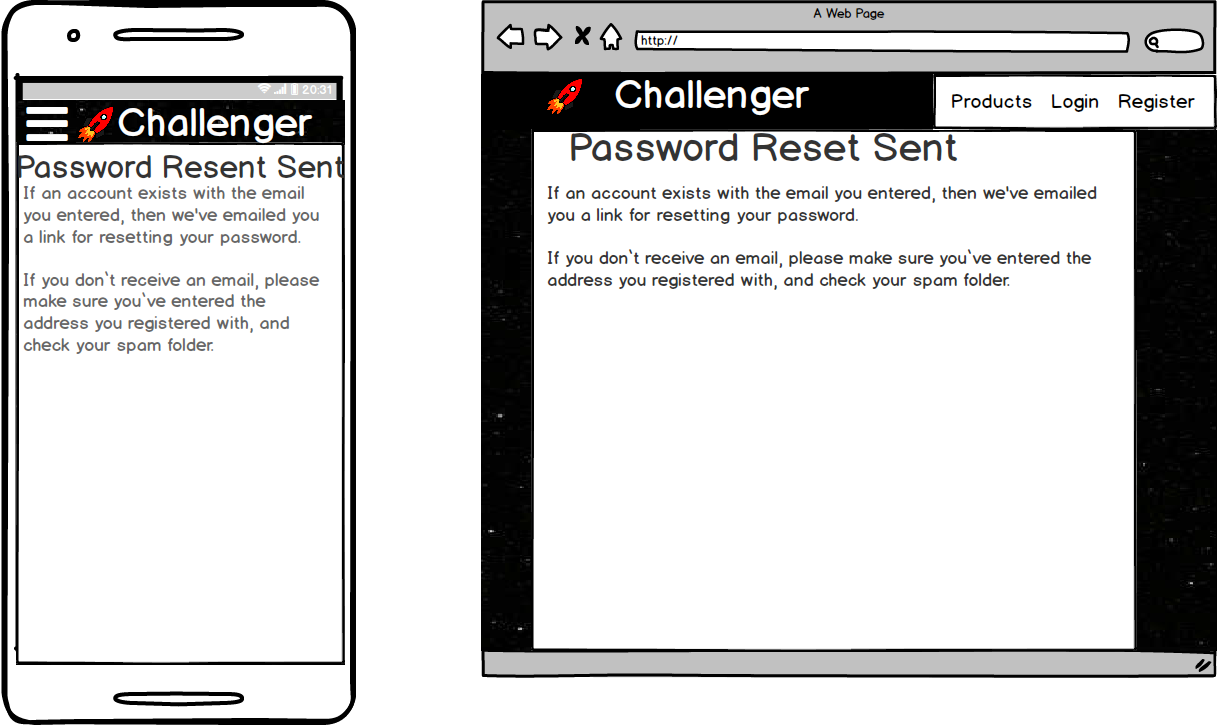 20:31
Challenger
Password Resent Sent
If an account exists with the email
you entered, then we've emailed you
a link for resetting your password.
If you don`t receive an email, please
make sure you`ve entered the
address you registered with, and
check your spam folder.
A Web Page
http://
Challenger
Products Login Register
Password Reset Sent
If an account exists with the email you entered, then we've emailed
you a link for resetting your password.
If you don`t receive an email, please make sure you`ve entered the
address you registered with, and check your spam folder.